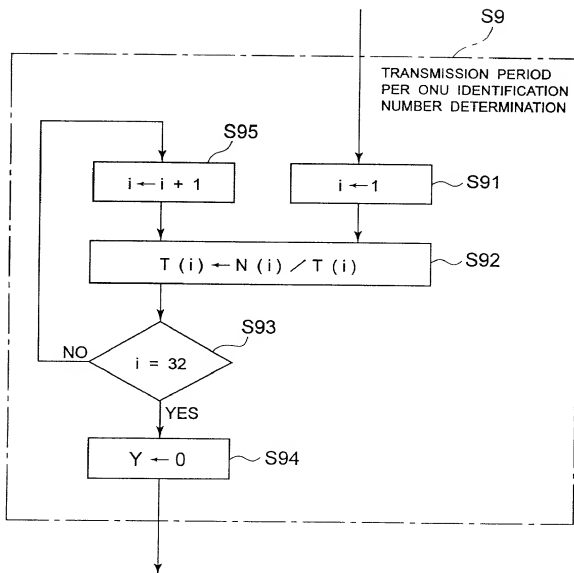 S9
TRANSMISSION PERIOD
PER ONU IDENTIFICATION
NUMBER DETERMINATION
S95
i ← i + 1
i ← 1
S91
T (i) ← N (i) / T (i)
S92
S93
NO
i = 32
YES
Y ← 0
S94